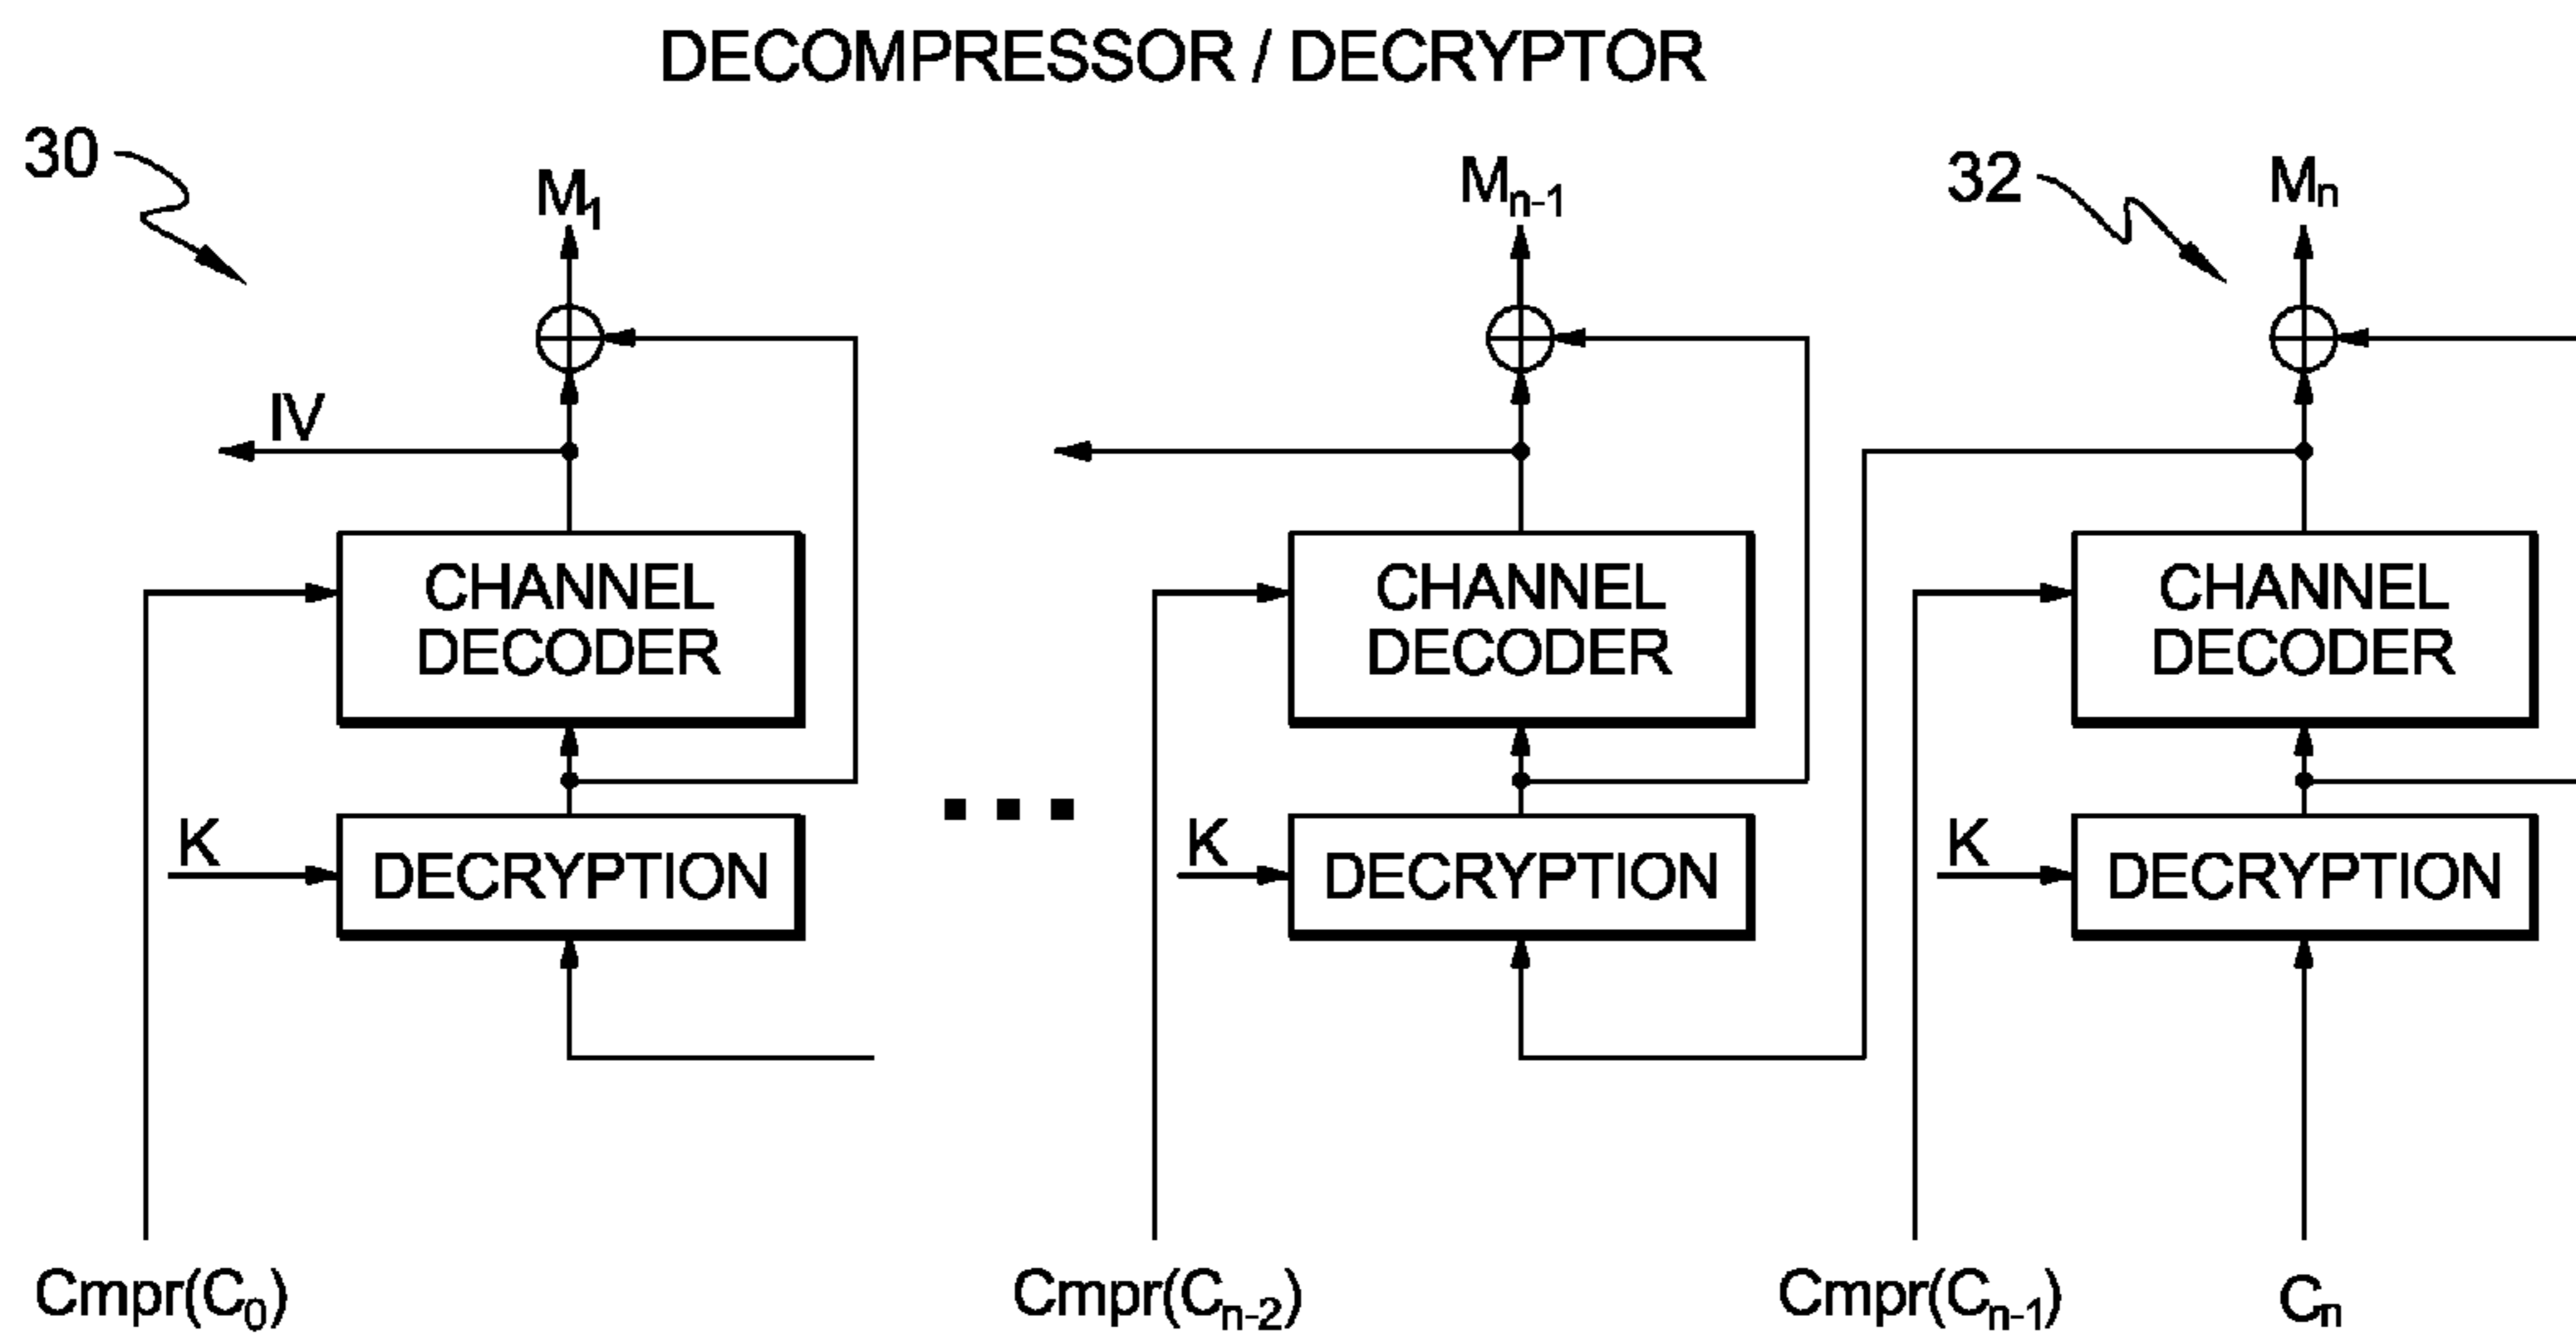 DECOMPRESSOR / DECRYPTOR
30
M₁
Mₙ₋₁
32
Mₙ
IV
CHANNEL
DECODER
CHANNEL
DECODER
CHANNEL
DECODER
K
DECRYPTION
K
DECRYPTION
K
DECRYPTION
Cmpr(C₀)
Cmpr(Cₙ₋₂)
Cmpr(Cₙ₋₁)
Cₙ